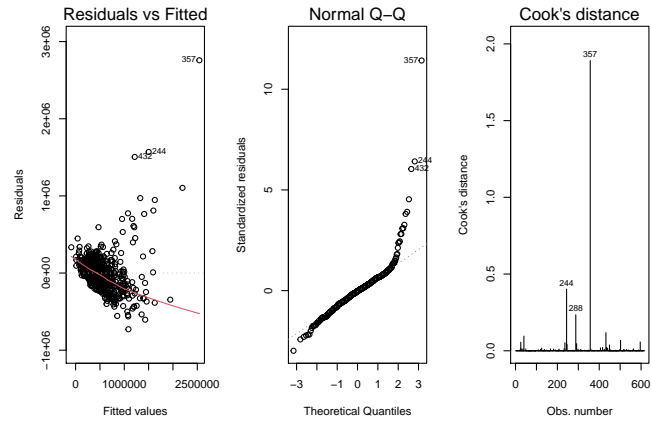 Residuals vs Fitted
Residuals
3e+06
2e+06
1e+06
0e+00
−1e+06
357
244
432
0
1000000
2500000
Fitted values
Normal Q−Q
Standardized residuals
10
5
0
357
244
432
−3
−1
0
1
2
3
Theoretical Quantiles
Cook's distance
Cook's distance
2.0
1.5
1.0
0.5
0.0
357
244
288
0
200
400
600
Obs. number